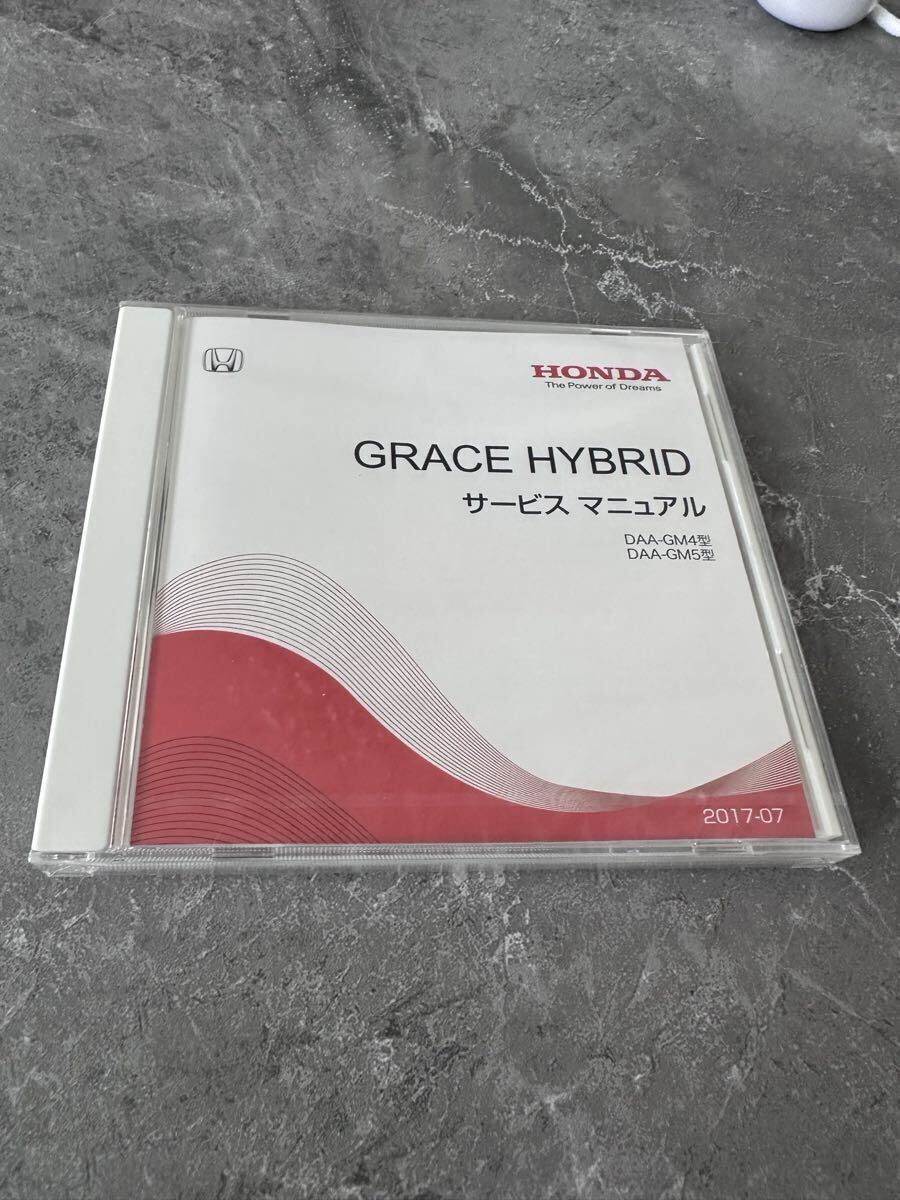 HONDA
The Power of Dreams
GRACE HYBRID
サービス マニュアル
DAA-GM4型
DAA-GM5型
2017-07